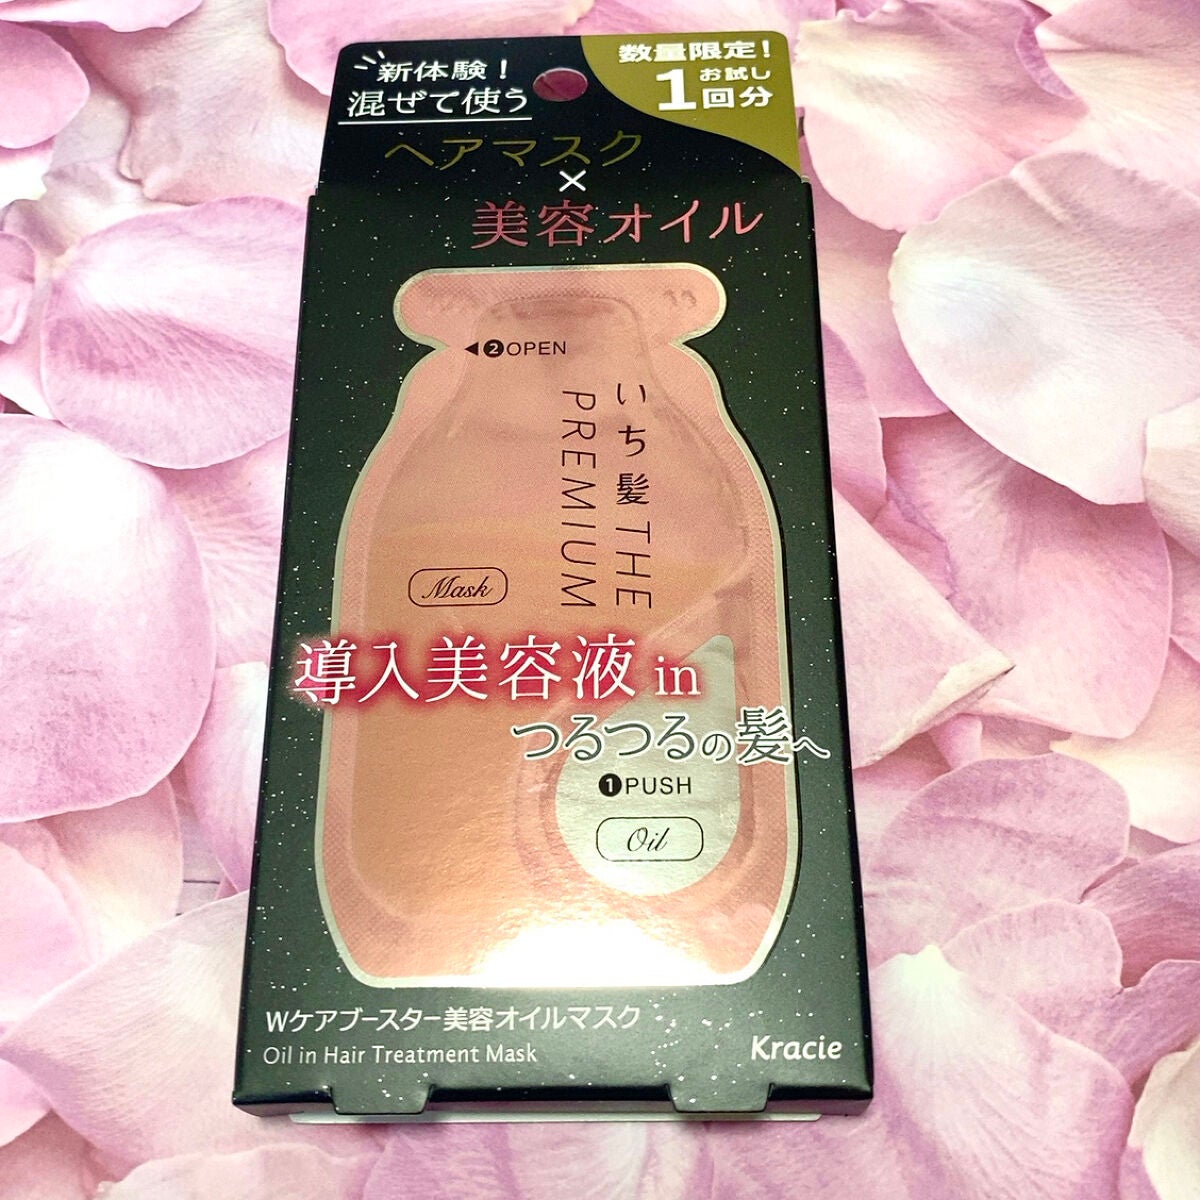 新体験！
混ぜて使う
数量限定！
お試し
1回分
ヘアマスク
×
美容オイル
◀❷OPEN
いち髪 THE
PREMIUM
Mask
導入美容液 in
つるつるの髪へ
❶PUSH
Oil
Wケアブースター美容オイルマスク
Oil in Hair Treatment Mask
Kracie